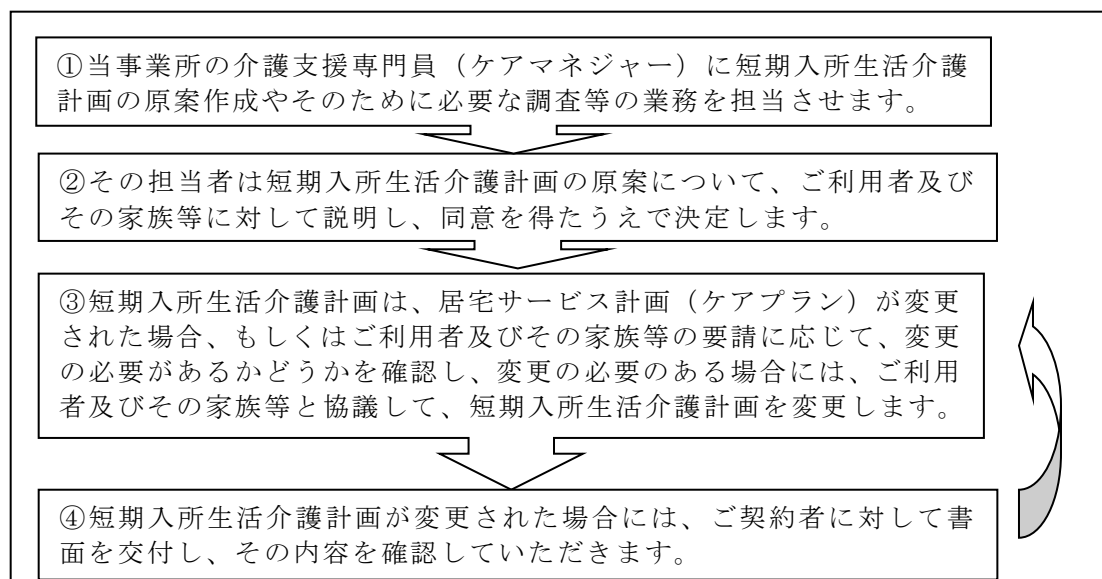 ①当事業所の介護支援専門員（ケアマネジャー）に短期入所生活介護
計画の原案作成やそのために必要な調査等の業務を担当させます。
②その担当者は短期入所生活介護計画の原案について、ご利用者及び
その家族等に対して説明し、同意を得たうえで決定します。
③短期入所生活介護計画は、居宅サービス計画（ケアプラン）が変更
された場合、もしくはご利用者及びその家族等の要請に応じて、変更
の必要があるかどうかを確認し、変更の必要のある場合には、ご利用
者及びその家族等と協議して、短期入所生活介護計画を変更します。
④短期入所生活介護計画が変更された場合には、ご契約者に対して書
面を交付し、その内容を確認していただきます。